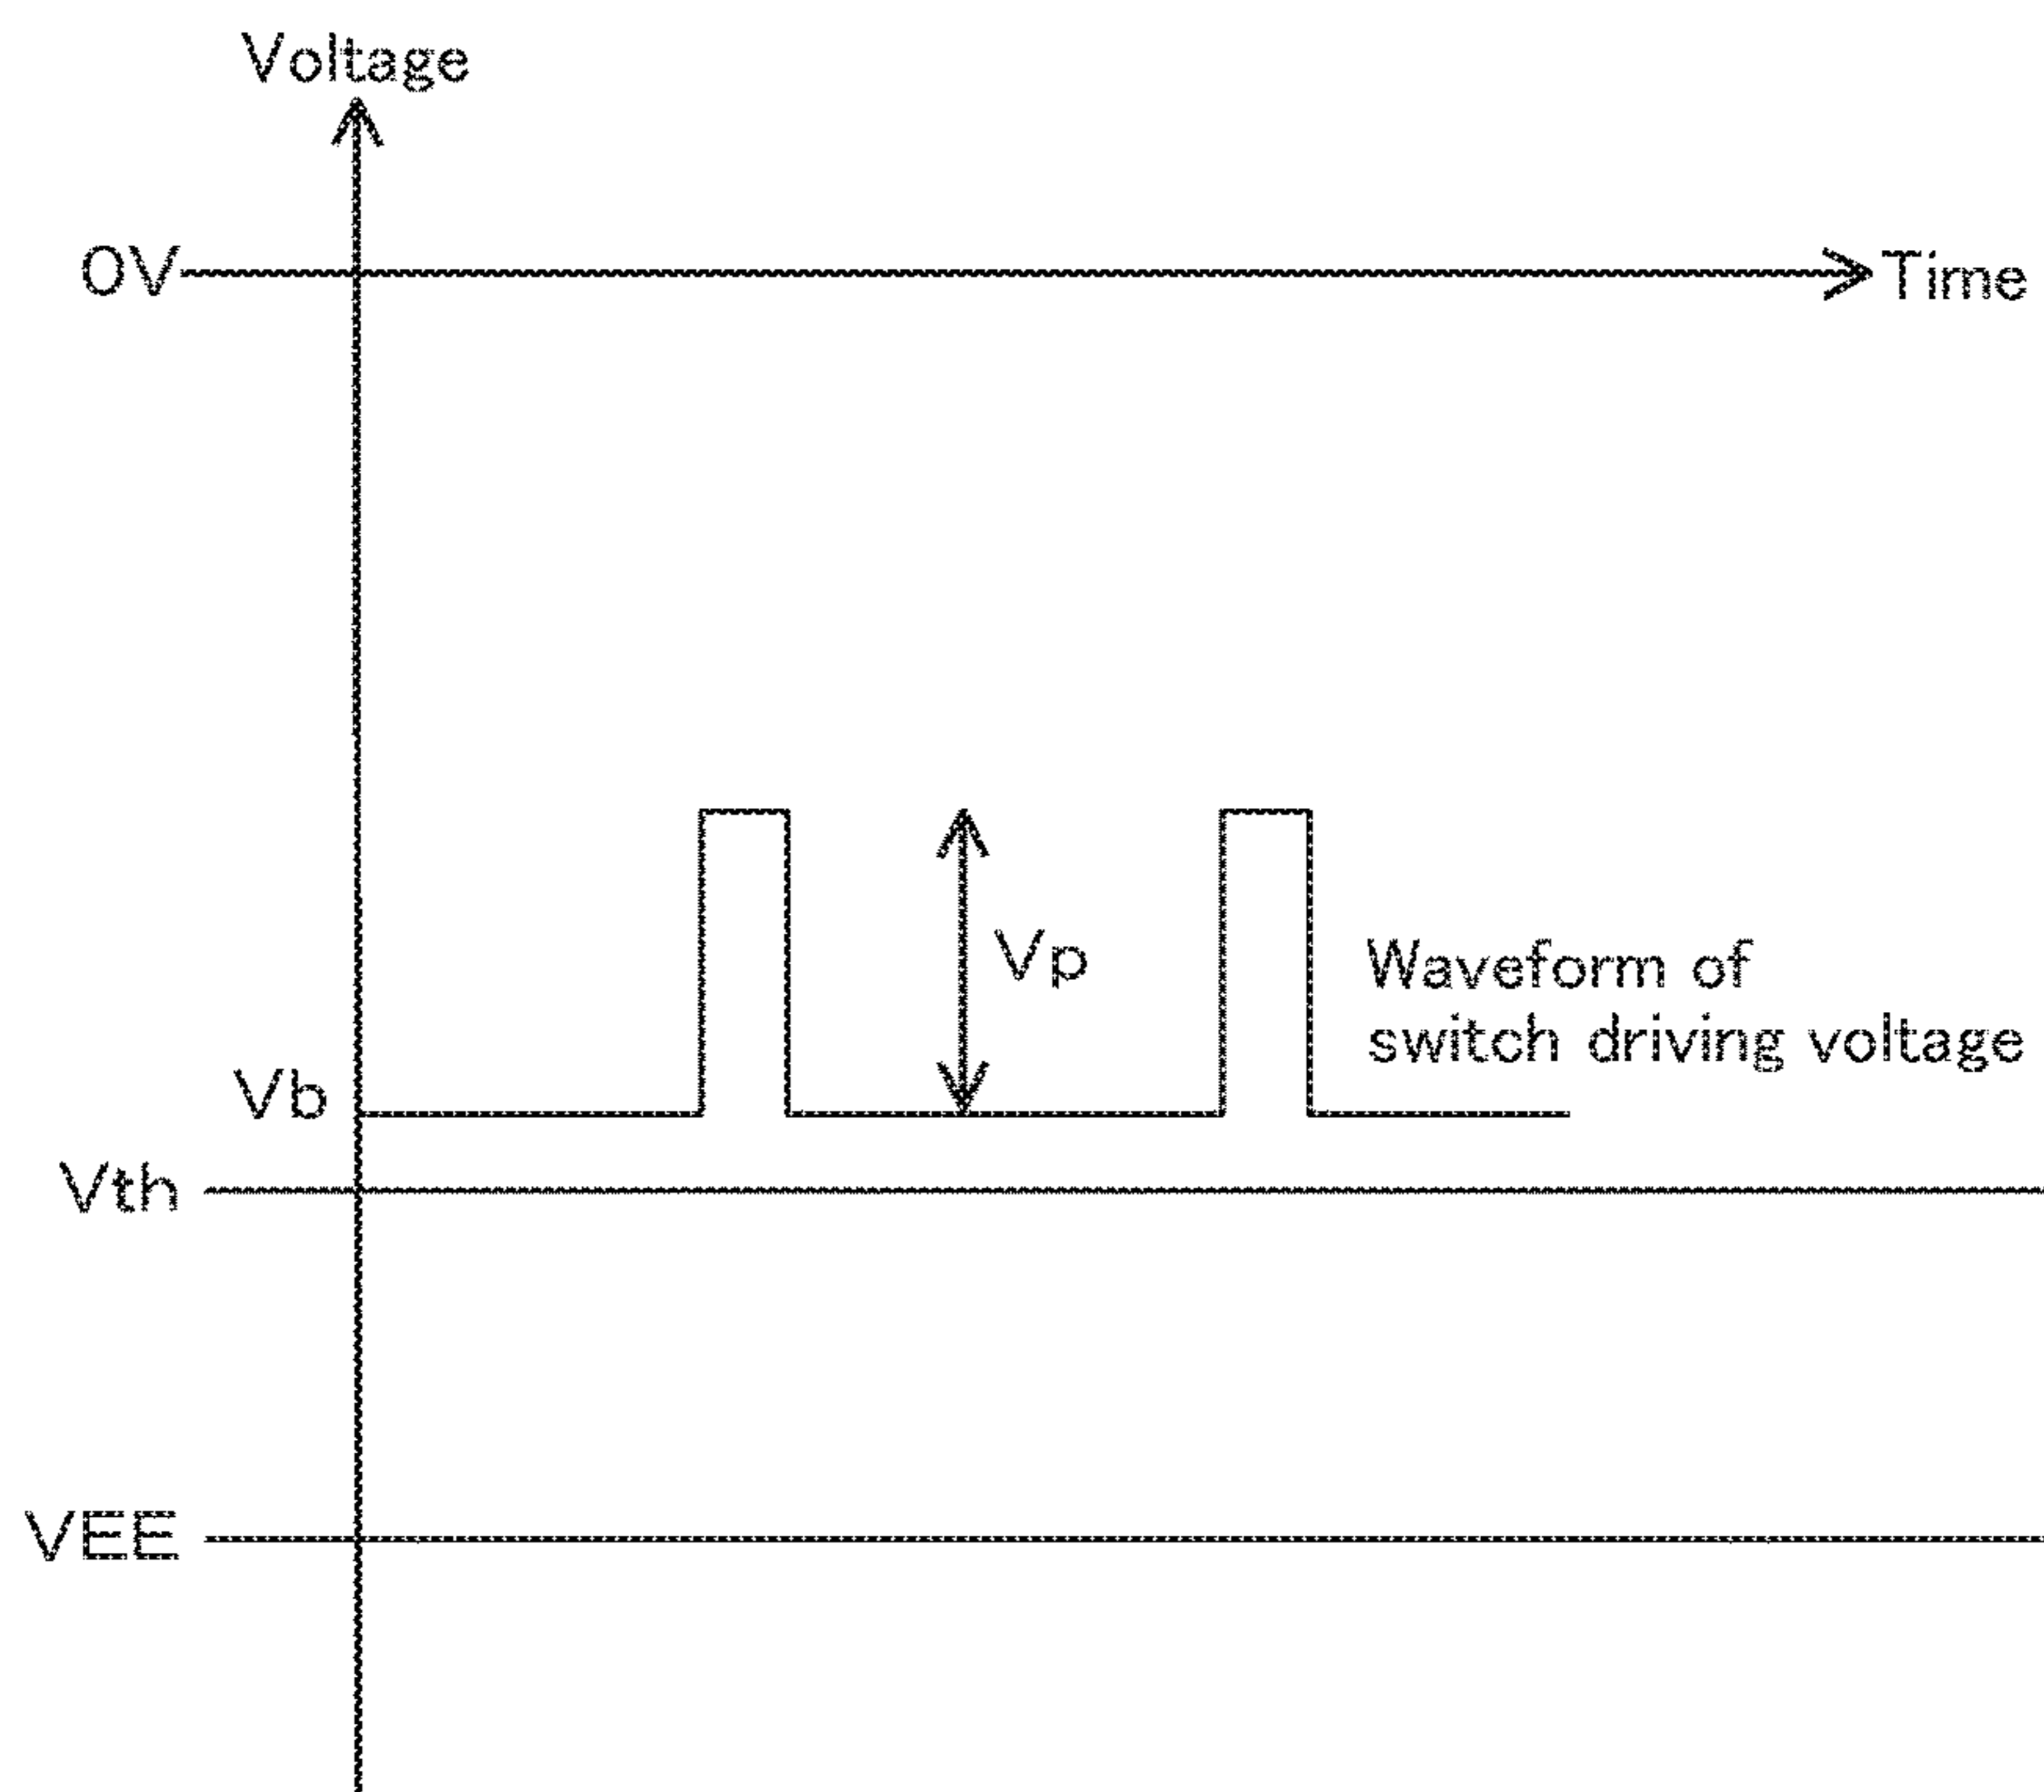 Voltage
0V
Time
Vp
Waveform of
switch driving voltage
Vb
Vth
VEE